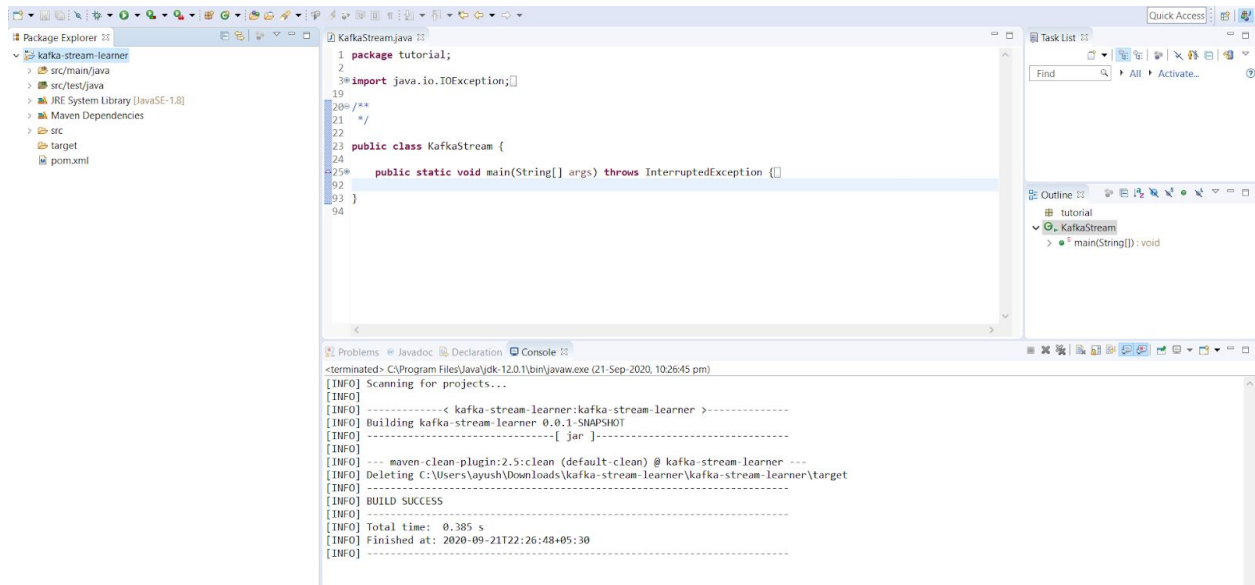 Quick Access
Package Explorer
kafka-stream-learner
src/main/java
src/test/java
JRE System Library [JavaSE-1.8]
Maven Dependencies
src
target
pom.xml
KafkaStream.java
1 package tutorial;
2
3 import java.io.IOException;
19
20 /**
21 */
22
23 public class KafkaStream {
24
25 public static void main(String[] args) throws InterruptedException {
92
93 }
94
Task List
Find All Activate...
Outline
tutorial
KafkaStream
main(String[]) : void
Problems Javadoc Declaration Console
<terminated> C:\Program Files\Java\jdk-12.0.1\bin\javaw.exe (21-Sep-2020, 10:26:45 pm)
[INFO] Scanning for projects...
[INFO]
[INFO] -------------< kafka-stream-learner:kafka-stream-learner >--------------
[INFO] Building kafka-stream-learner 0.0.1-SNAPSHOT
[INFO] --------------------------------[ jar ]---------------------------------
[INFO]
[INFO] --- maven-clean-plugin:2.5:clean (default-clean) @ kafka-stream-learner ---
[INFO] Deleting C:\Users\ayush\Downloads\kafka-stream-learner\kafka-stream-learner\target
[INFO] ------------------------------------------------------------------------
[INFO] BUILD SUCCESS
[INFO] ------------------------------------------------------------------------
[INFO] Total time:  0.385 s
[INFO] Finished at: 2020-09-21T22:26:48+05:30
[INFO] ------------------------------------------------------------------------